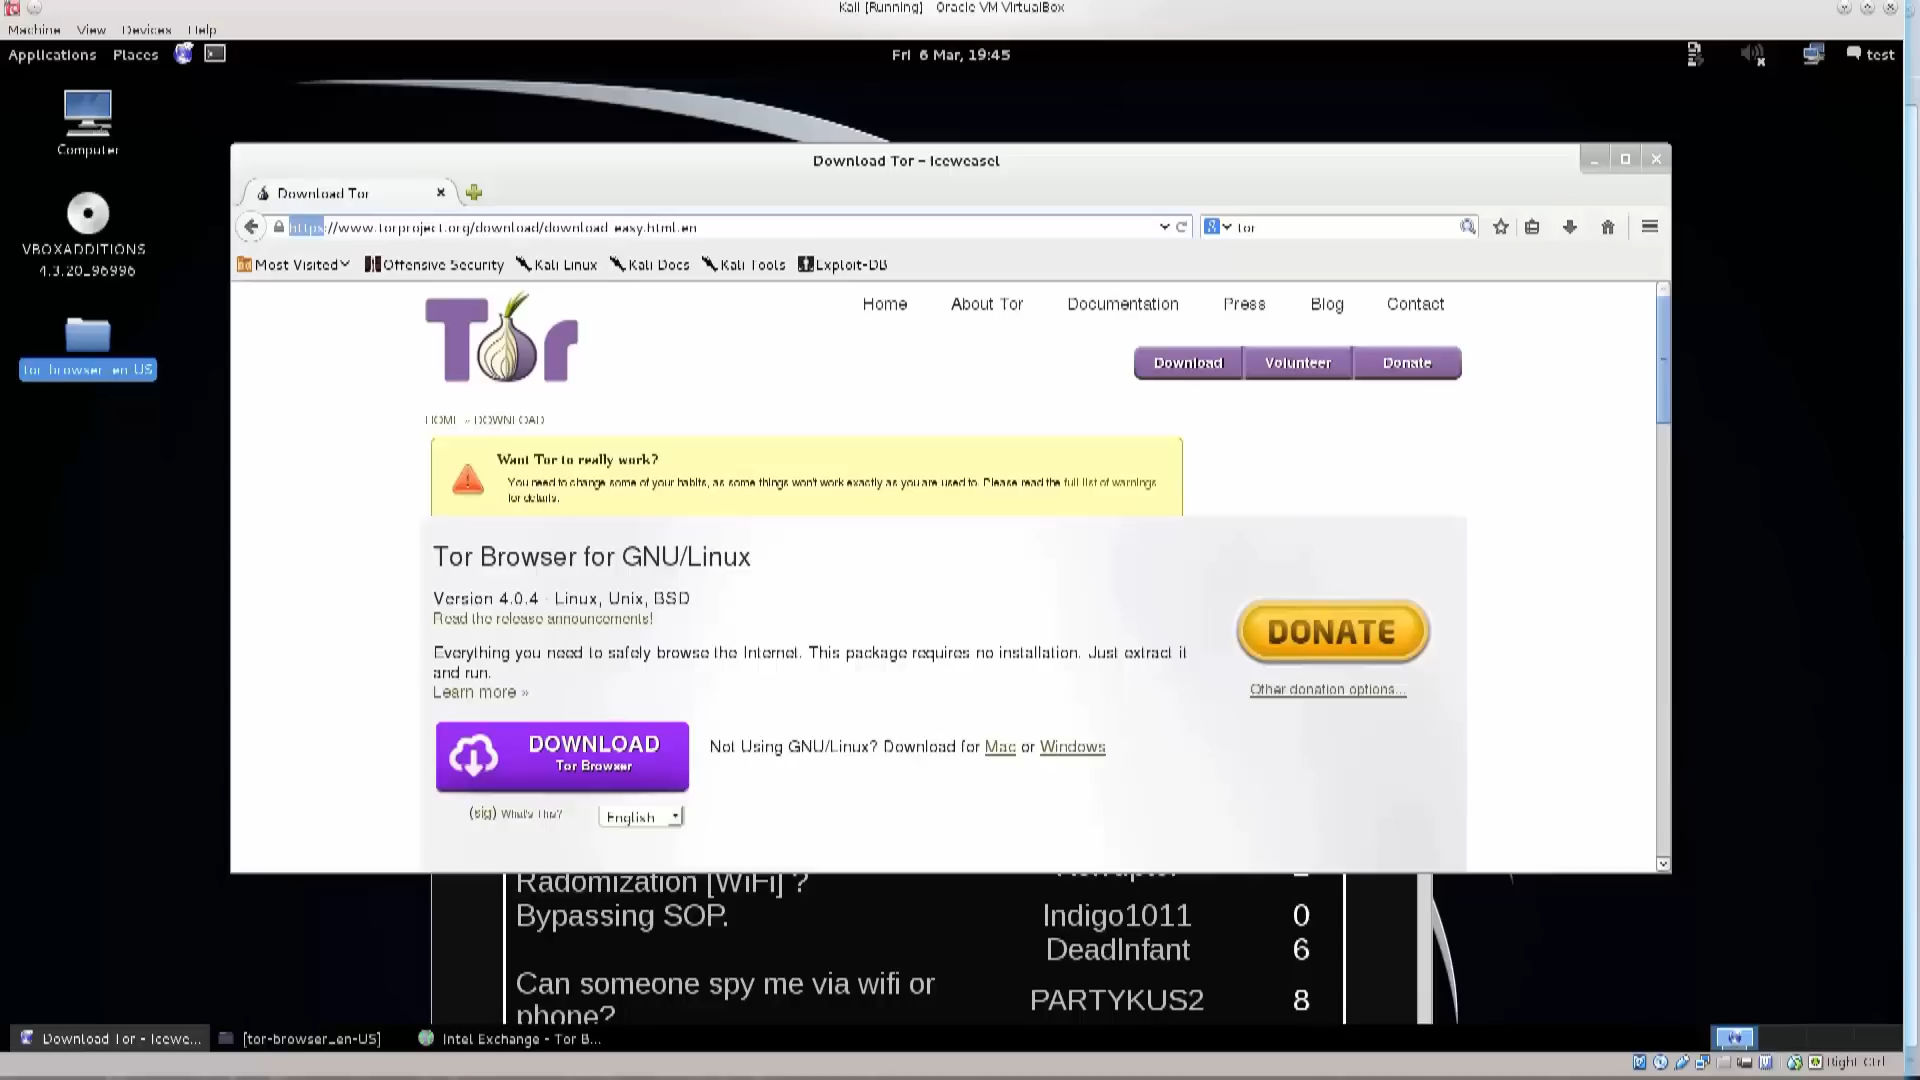 Kali [Running] Oracle VM VirtualBox
Machine View Devices Help
Applications Places
Fri 6 Mar, 19:45
test
Computer
VBOXADDITIONS
4.3.20_96996
tor browser en US
Download Tor – Iceweasel
Download Tor
https://www.torproject.org/download/download easy.html.en
tor
Most Visited
Offensive Security
Kali Linux
Kali Docs
Kali Tools
Exploit-DB
Tor
Home About Tor Documentation Press Blog Contact
Download Volunteer Donate
HOME » DOWNLOAD
Want Tor to really work?
You need to change some of your habits, as some things won't work exactly as you are used to. Please read the full list of warnings
for details.
Tor Browser for GNU/Linux
Version 4.0.4 - Linux, Unix, BSD
Read the release announcements!
Everything you need to safely browse the Internet. This package requires no installation. Just extract it
and run.
Learn more »
DONATE
Other donation options...
DOWNLOAD
Tor Browser
Not Using GNU/Linux? Download for Mac or Windows
(sig) What's This?
English
Radomization [WiFi] ?
Bypassing SOP.
Indigo1011 0
DeadInfant 6
Can someone spy me via wifi or
phone?
PARTYKUS2 8
Download Tor - Icewe...
[tor-browser_en-US]
Intel Exchange - Tor B...
Right Ctrl